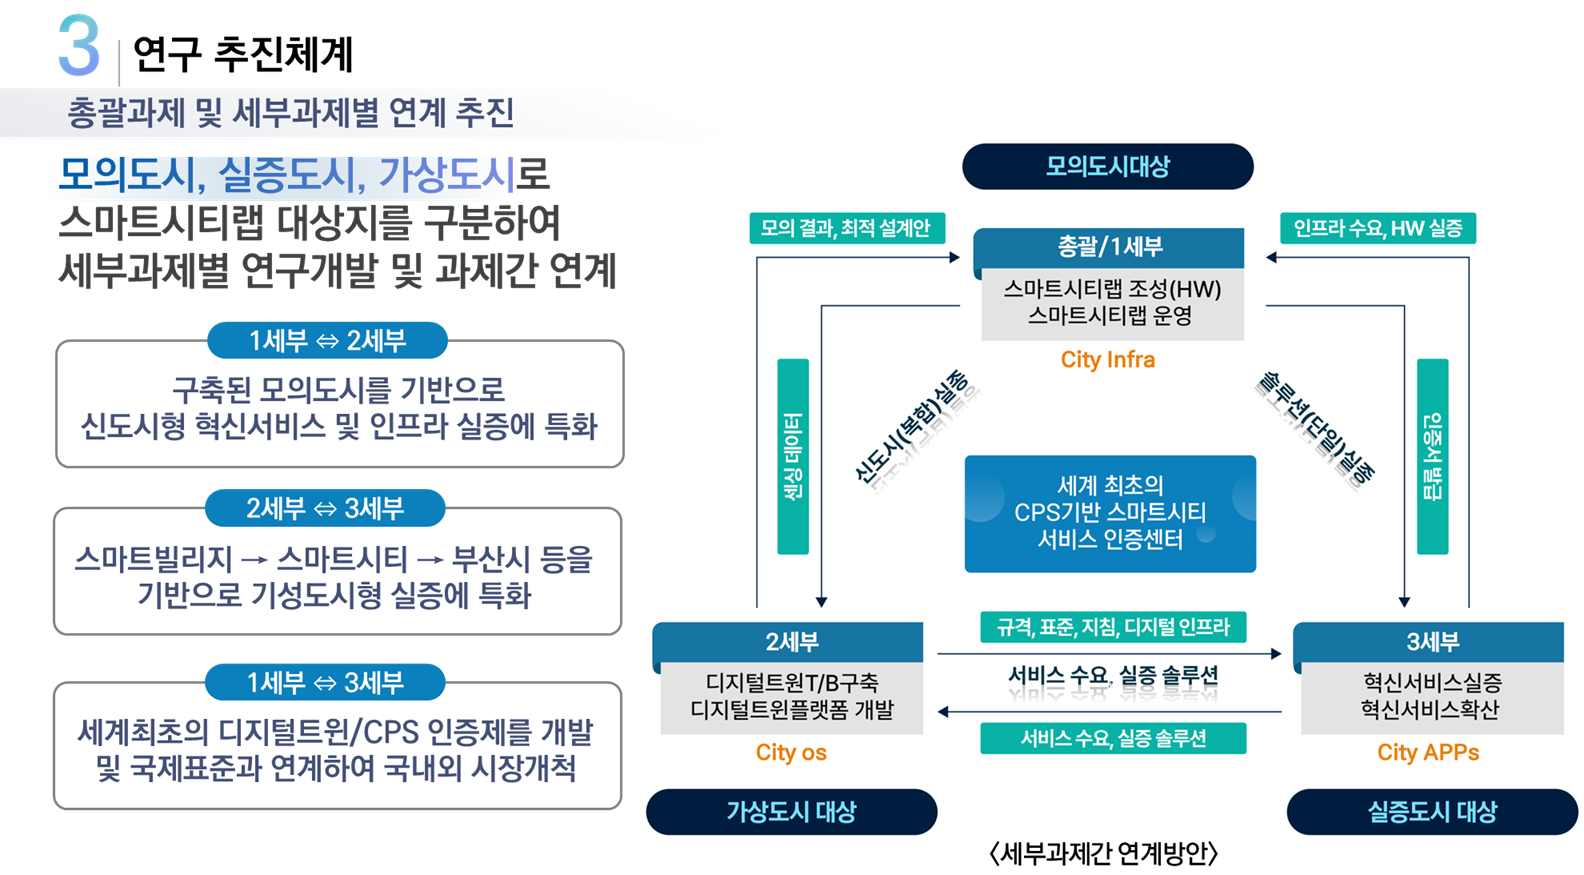 3
연구 추진체계
총괄과제 및 세부과제별 연계 추진
모의도시, 실증도시, 가상도시로
스마트시티랩 대상지를 구분하여
세부과제별 연구개발 및 과제간 연계
1세부 ⇔ 2세부
구축된 모의도시를 기반으로
신도시형 혁신서비스 및 인프라 실증에 특화
2세부 ⇔ 3세부
스마트빌리지 → 스마트시티 → 부산시 등을
기반으로 기성도시형 실증에 특화
1세부 ⇔ 3세부
세계최초의 디지털트윈/CPS 인증제를 개발
및 국제표준과 연계하여 국내외 시장개척
모의도시대상
모의 결과, 최적 설계안
인프라 수요, HW 실증
총괄/1세부
스마트시티랩 조성(HW)
스마트시티랩 운영
City Infra
센싱 데이터
신도시(복합)실증
솔루션(단일)실증
인증서 발급
세계 최초의
CPS기반 스마트시티
서비스 인증센터
2세부
디지털트원T/B구축
디지털트윈플랫폼 개발
City os
가상도시 대상
규격, 표준, 지침, 디지털 인프라
서비스 수요, 실증 솔루션
서비스 수요, 실증 솔루션
3세부
혁신서비스실증
혁신서비스확산
City APPs
실증도시 대상
〈세부과제간 연계방안〉